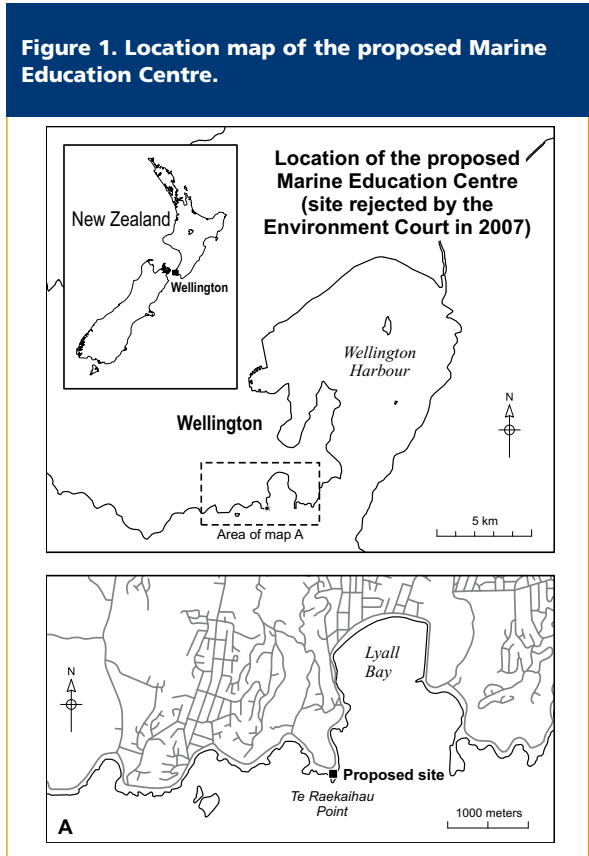 Figure 1. Location map of the proposed Marine
Education Centre.
Location of the proposed
Marine Education Centre
(site rejected by the
Environment Court in 2007)
New Zealand
Wellington
Wellington
Harbour
Wellington
N
5 km
Area of map A
Lyall
Bay
N
Proposed site
Te Raekaihau
Point
1000 meters
A